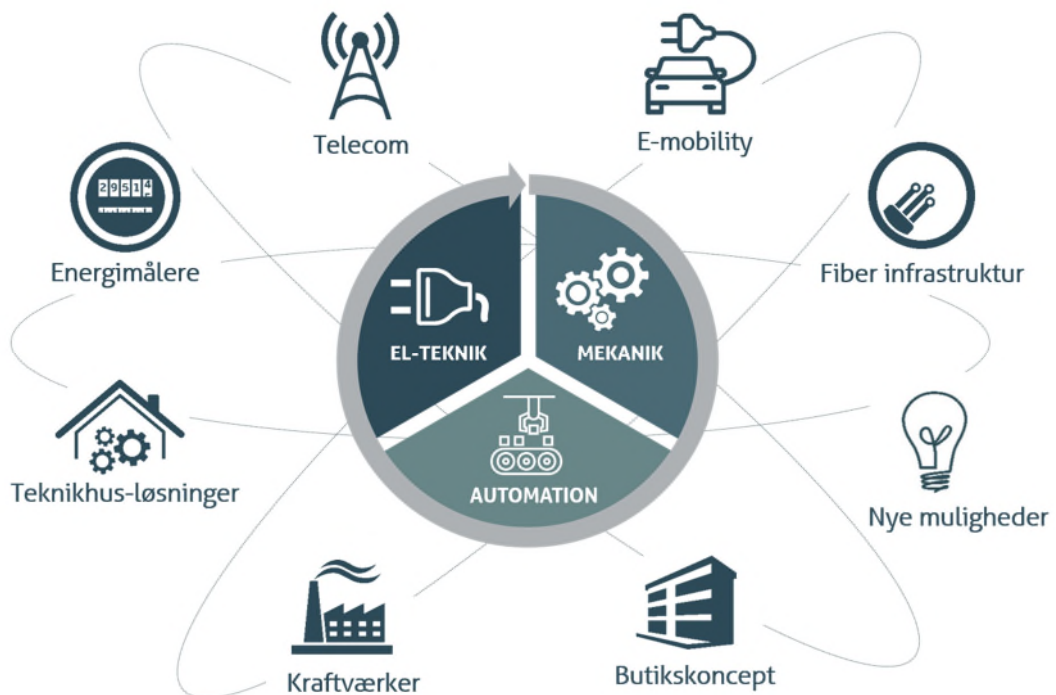 Telecom
E-mobility
Energimålere
Fiber infrastruktur
EL-TEKNIK
MEKANIK
AUTOMATION
Teknikhus-løsninger
Nye muligheder
Kraftværker
Butikskoncept